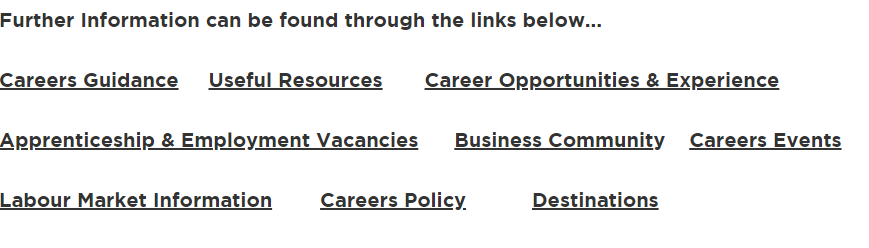 Further Information can be found through the links below...
Careers Guidance Useful Resources Career Opportunities & Experience
Apprenticeship & Employment Vacancies Business Community Careers Events
Labour Market Information Careers Policy Destinations